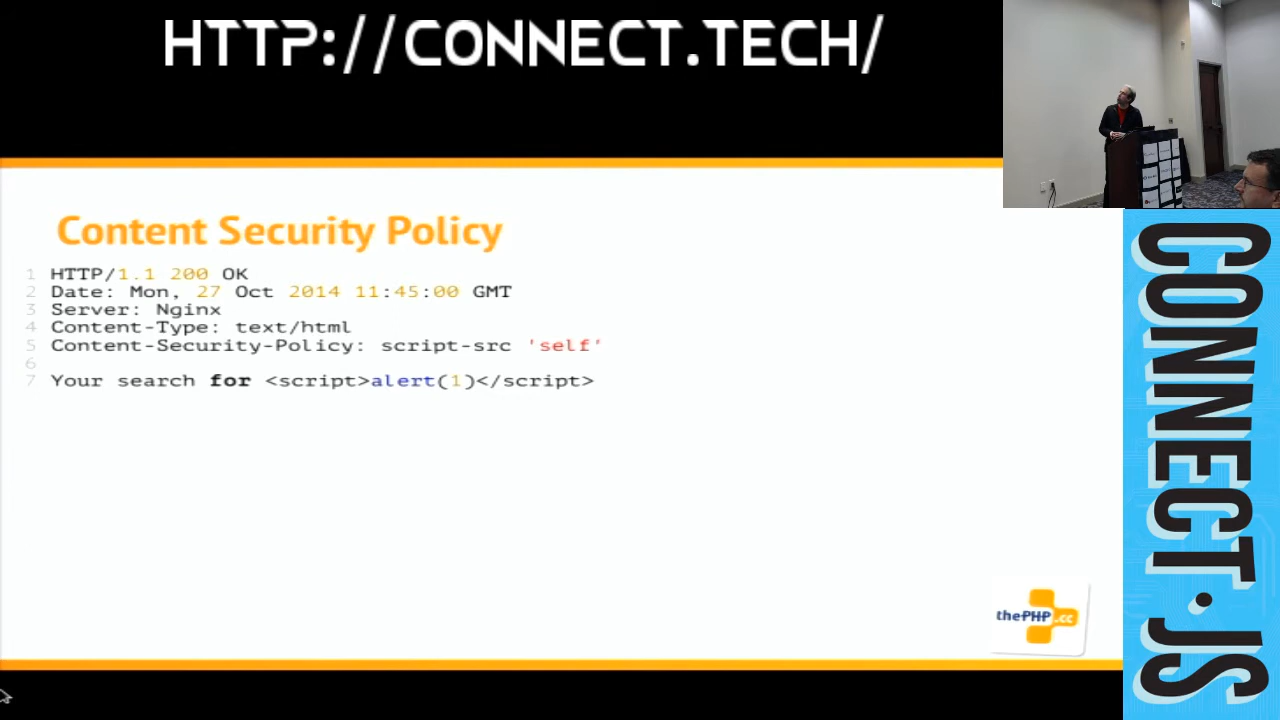 HTTP://CONNECT.TECH/
Content Security Policy
1 HTTP/1.1 200 OK
2 Date: Mon, 27 Oct 2014 11:45:00 GMT
3 Server: Nginx
4 Content-Type: text/html
5 Content-Security-Policy: script-src 'self'
6
7 Your search for <script>alert(1)</script>
thePHP.cc
CONNECT.JS